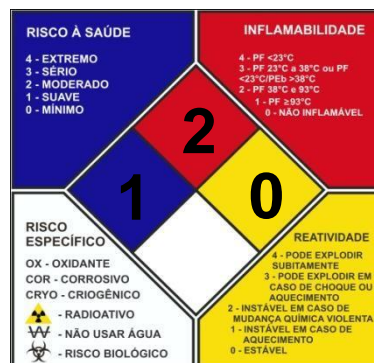 RISCO À SAÚDE
4 - EXTREMO
3 - SÉRIO
2 - MODERADO
1 - SUAVE
0 - MÍNIMO
INFLAMABILIDADE
4 - PF <23°C
3 - PF 23°C a 38°C ou PF
<23°C/PEb >38°C
2 - PF 38°C e 93°C
1 - PF ≥93°C
0 - NÃO INFLAMÁVEL
2
1
0
RISCO
ESPECÍFICO
OX - OXIDANTE
COR - CORROSIVO
CRYO - CRIOGÊNICO
- RADIOATIVO
W - NÃO USAR ÁGUA
- RISCO BIOLÓGICO
REATIVIDADE
4 - PODE EXPLODIR
SUBITAMENTE
3 - PODE EXPLODIR EM
CASO DE CHOQUE OU
AQUECIMENTO
2 - INSTÁVEL EM CASO DE
MUDANÇA QUÍMICA VIOLENTA
1 - INSTÁVEL EM CASO DE
AQUECIMENTO
0 - ESTÁVEL